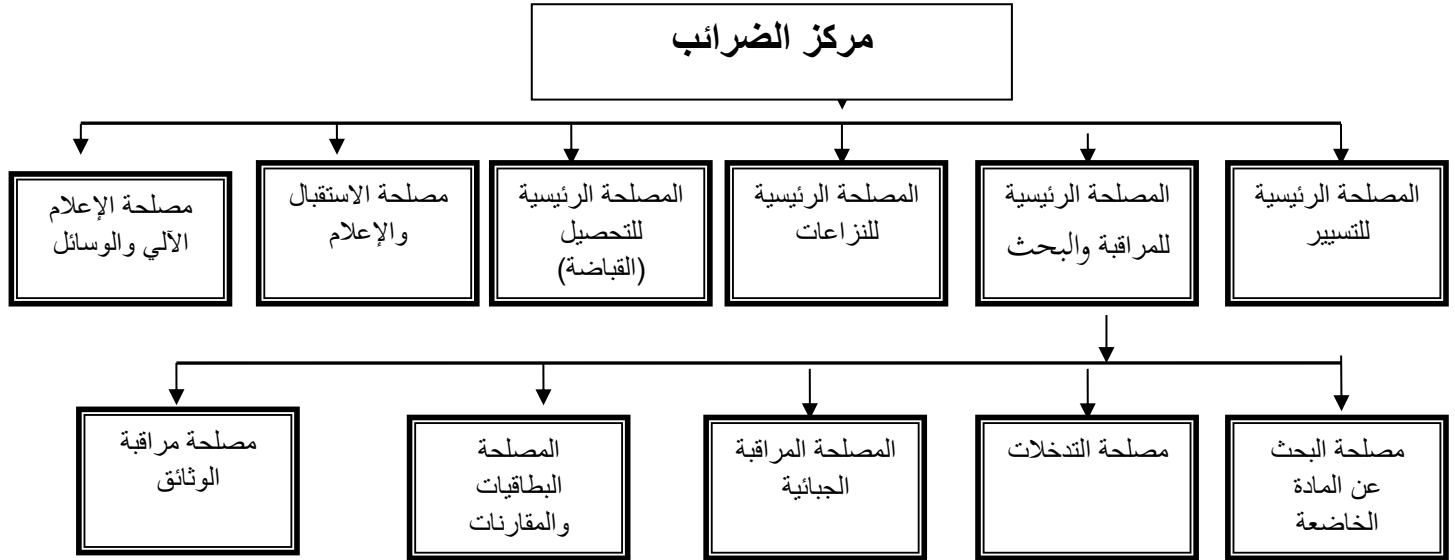 مركز الضرائب
المصلحة الرئيسية
للتسيير
المصلحة الرئيسية
للمراقبة والبحث
المصلحة الرئيسية
للنزاعات
المصلحة الرئيسية
للتحصيل
(القباضة)
مصلحة الاستقبال
والإعلام
مصلحة الإعلام
الآلي والوسائل
مصلحة البحث
عن المادة
الخاضعة
مصلحة التدخلات
المصلحة المراقبة
الجبائية
المصلحة
البطاقيات
والمقارنات
مصلحة مراقبة
الوثائق